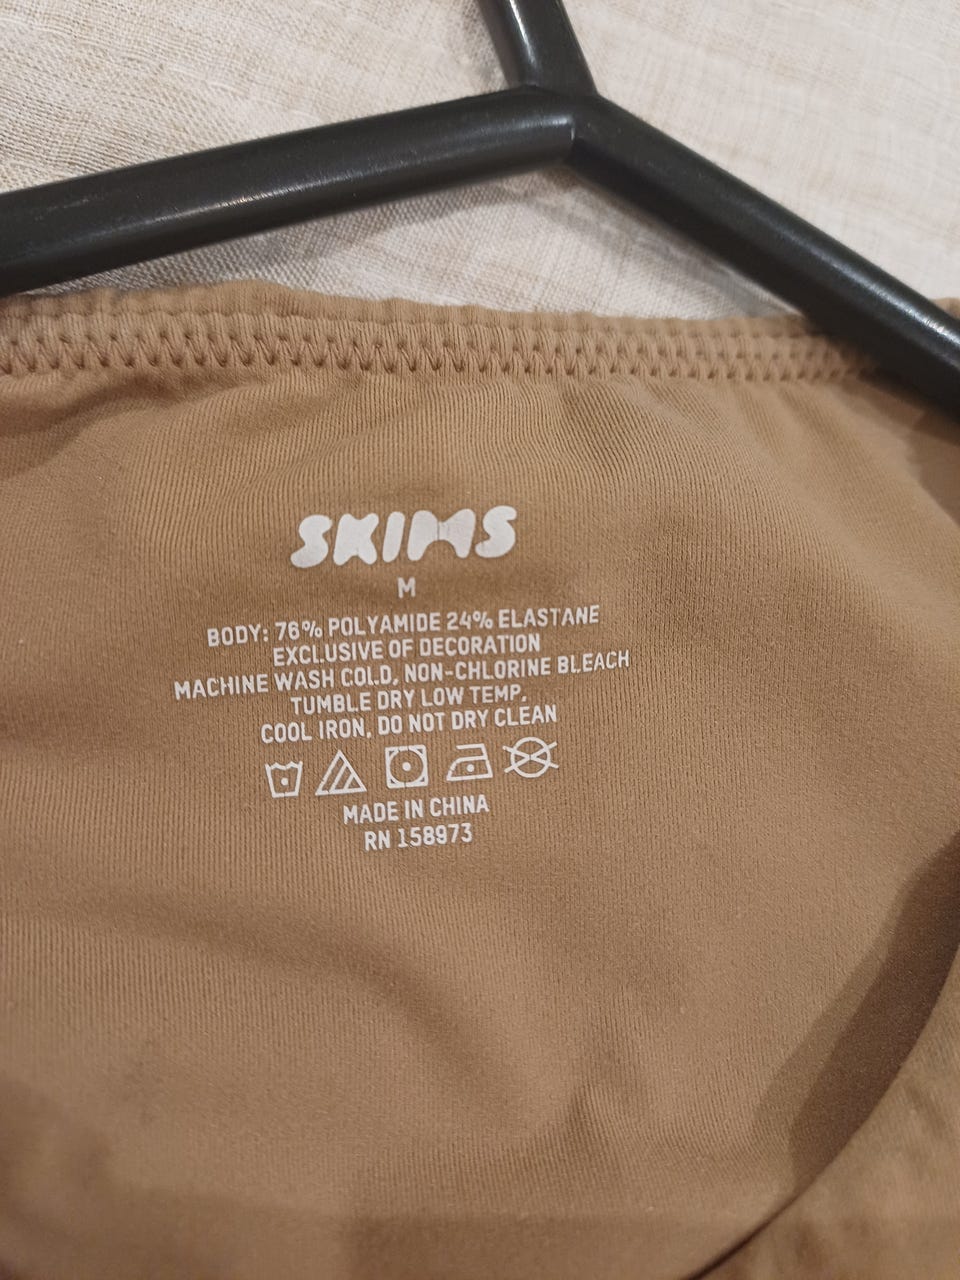 SKIMS
M
BODY: 76% POLYAMIDE 24% ELASTANE
EXCLUSIVE OF DECORATION
MACHINE WASH COLD, NON-CHLORINE BLEACH
TUMBLE DRY LOW TEMP.
COOL IRON, DO NOT DRY CLEAN
MADE IN CHINA
RN 158973